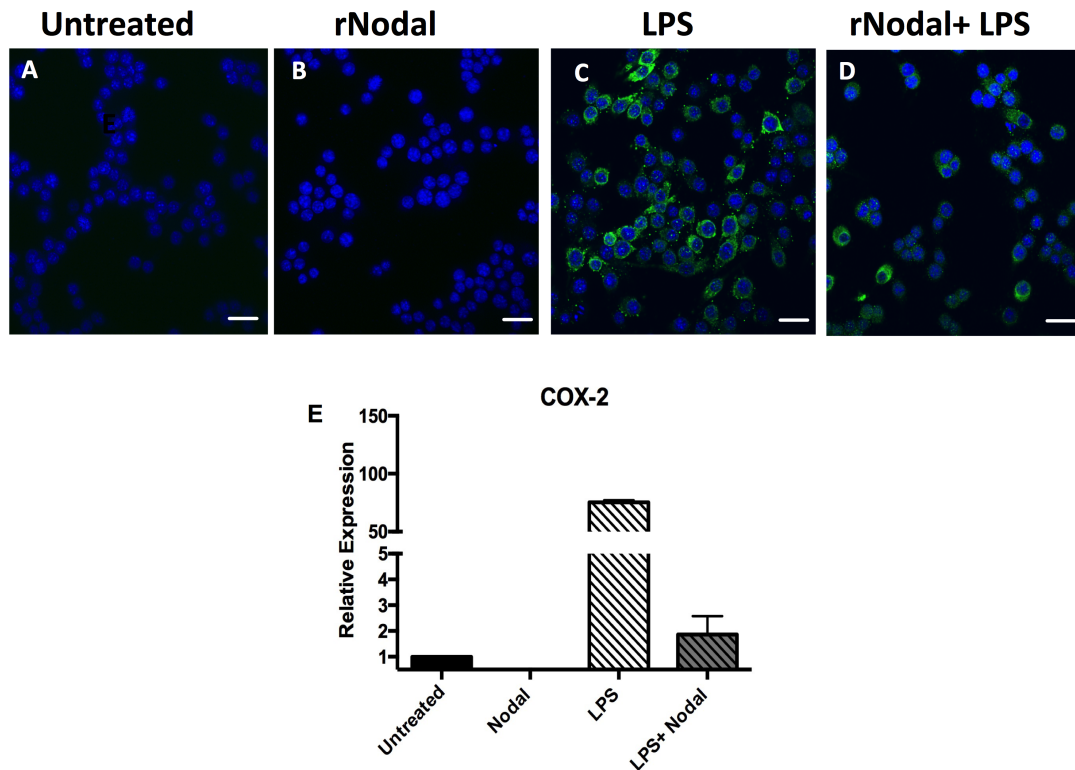 Untreated rNodal LPS rNodal+ LPS
A B C D
E
COX-2
E
150
100
50
5
4
3
2
1
Relative Expression
Untreated Nodal LPS LPS+ Nodal